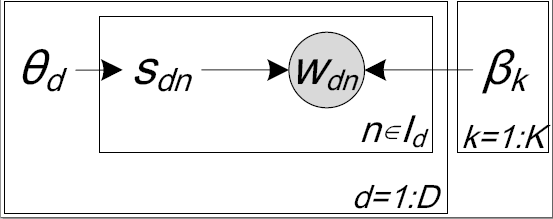 θd sdn wdn βk
n∈Id k=1:K
d=1:D